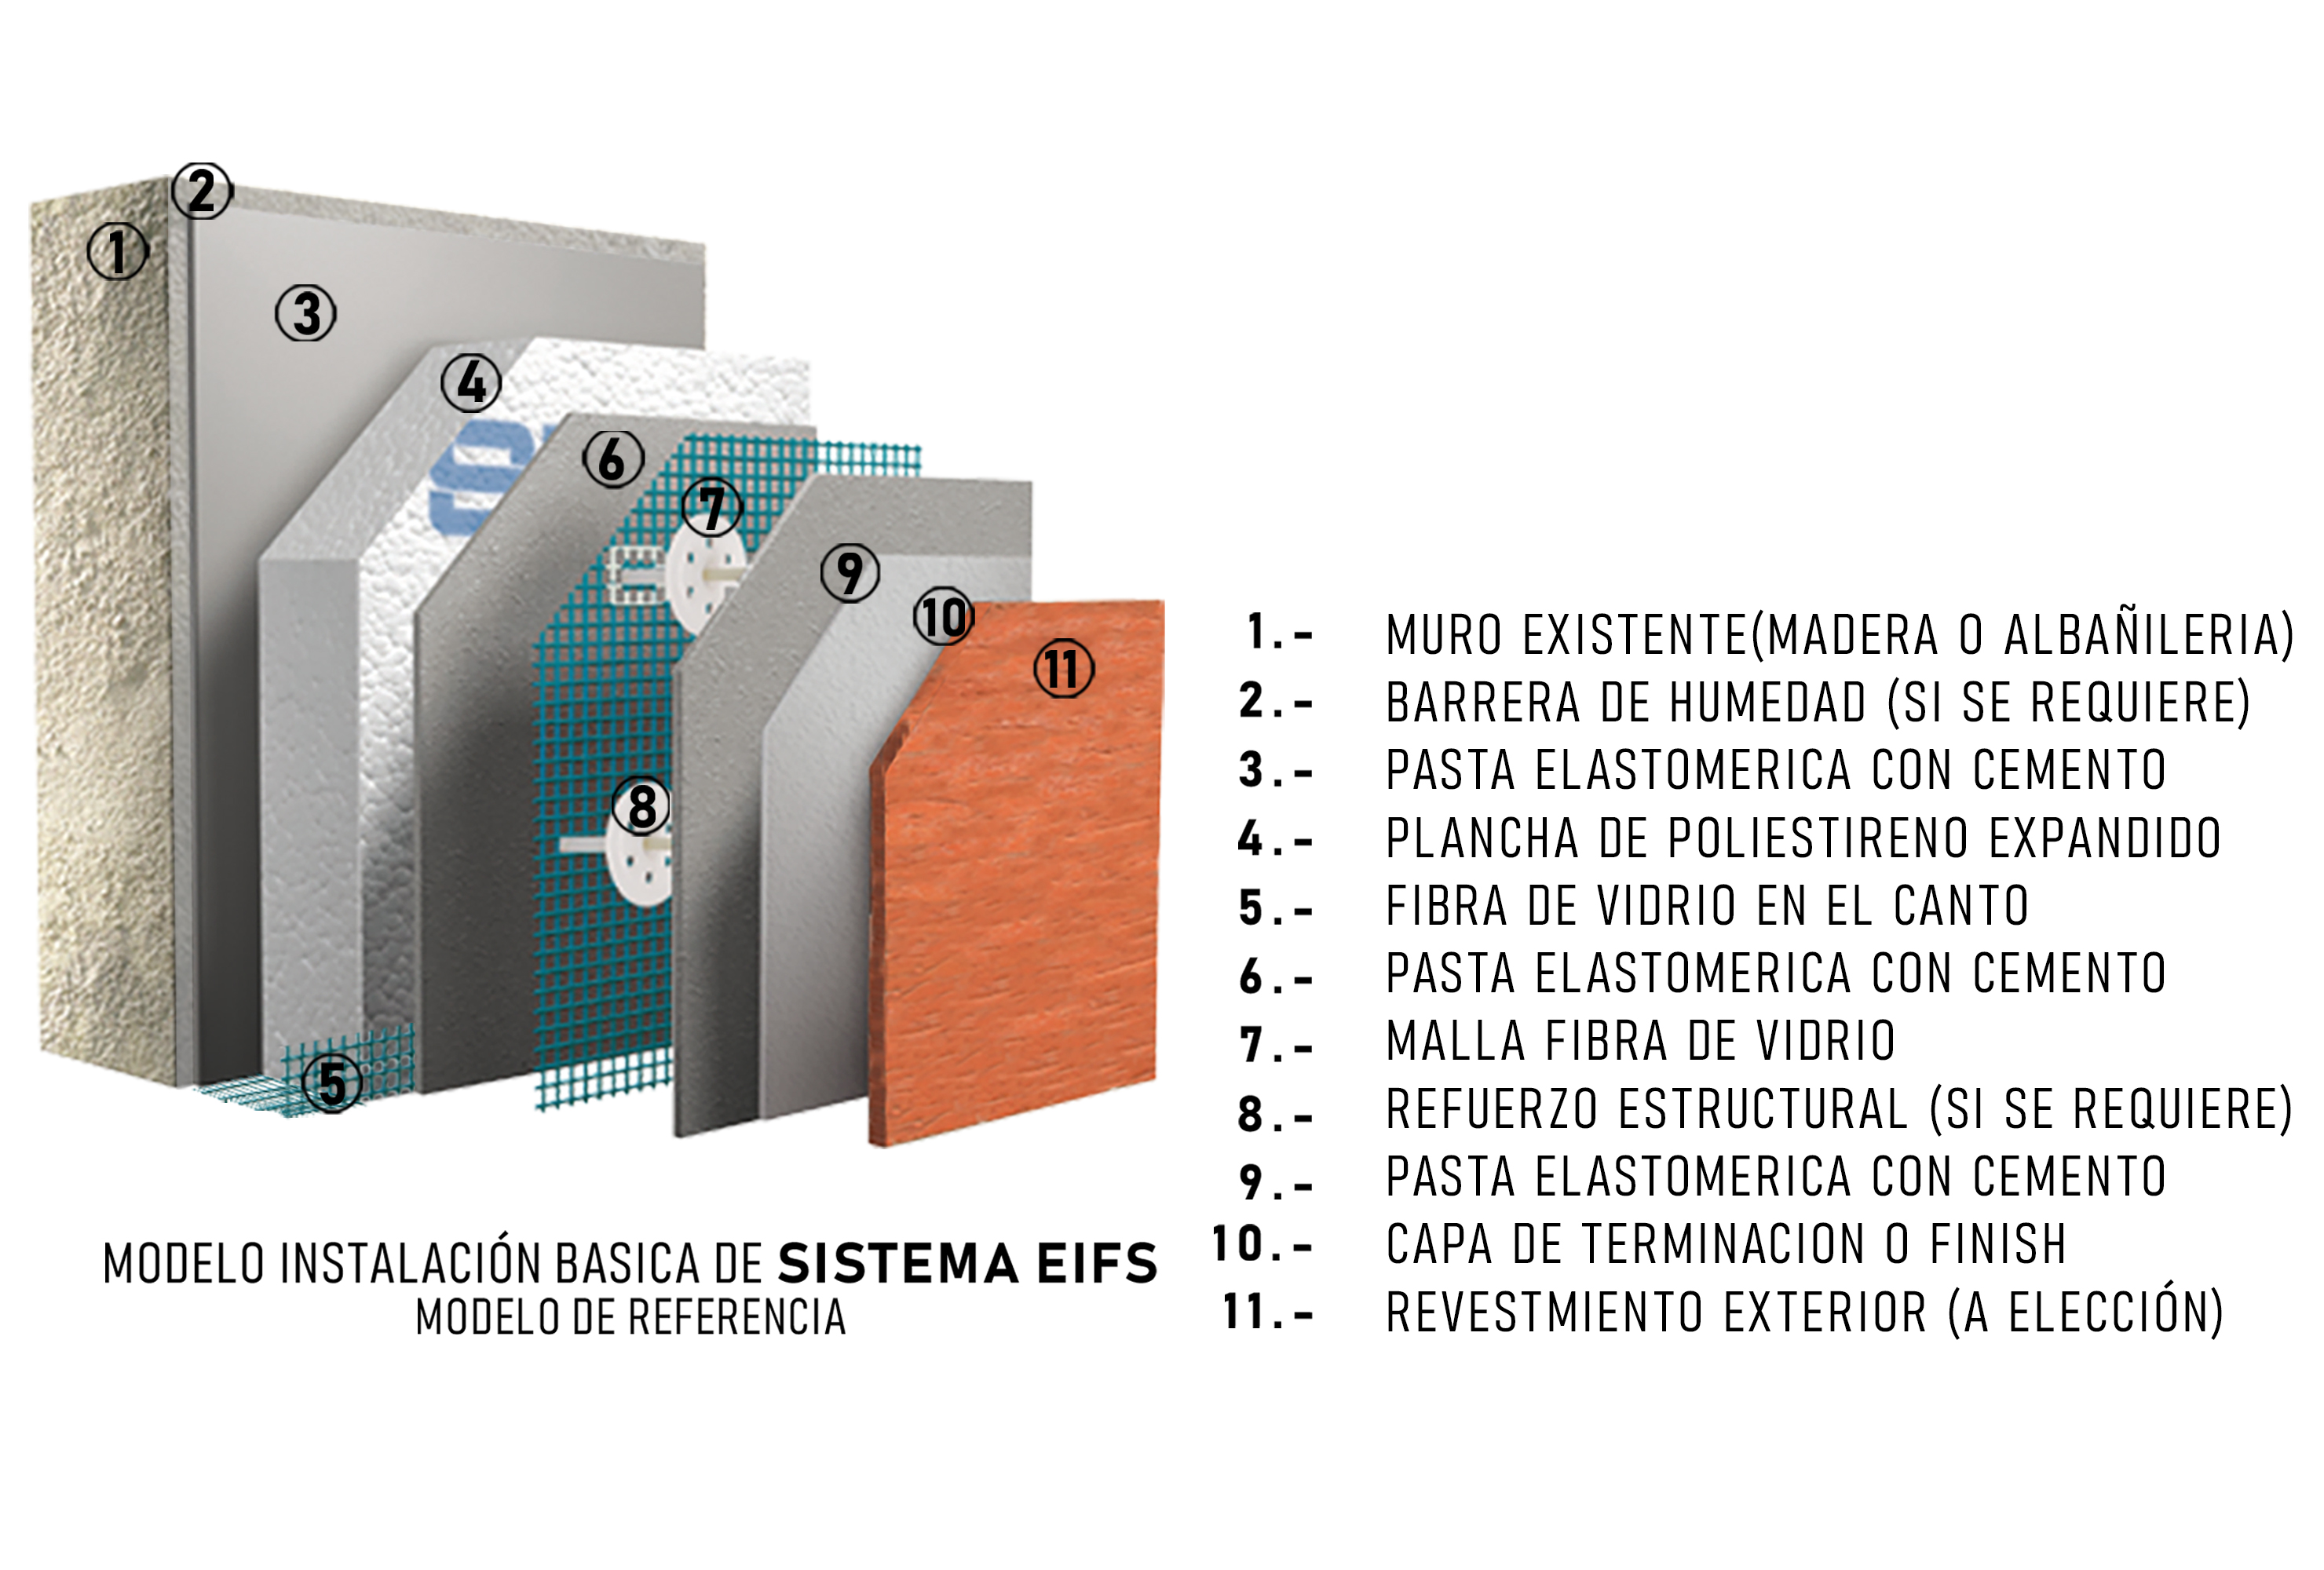 2
1
3
4
6
7
9
10
11
8
5
1.- MURO EXISTENTE(MADERA O ALBAÑILERIA)
2.- BARRERA DE HUMEDAD (SI SE REQUIERE)
3.- PASTA ELASTOMERICA CON CEMENTO
4.- PLANCHA DE POLIESTIRENO EXPANDIDO
5.- FIBRA DE VIDRIO EN EL CANTO
6.- PASTA ELASTOMERICA CON CEMENTO
7.- MALLA FIBRA DE VIDRIO
8.- REFUERZO ESTRUCTURAL (SI SE REQUIERE)
9.- PASTA ELASTOMERICA CON CEMENTO
10.- CAPA DE TERMINACION O FINISH
11.- REVESTMIENTO EXTERIOR (A ELECCIÓN)
MODELO INSTALACIÓN BASICA DE SISTEMA EIFS
MODELO DE REFERENCIA